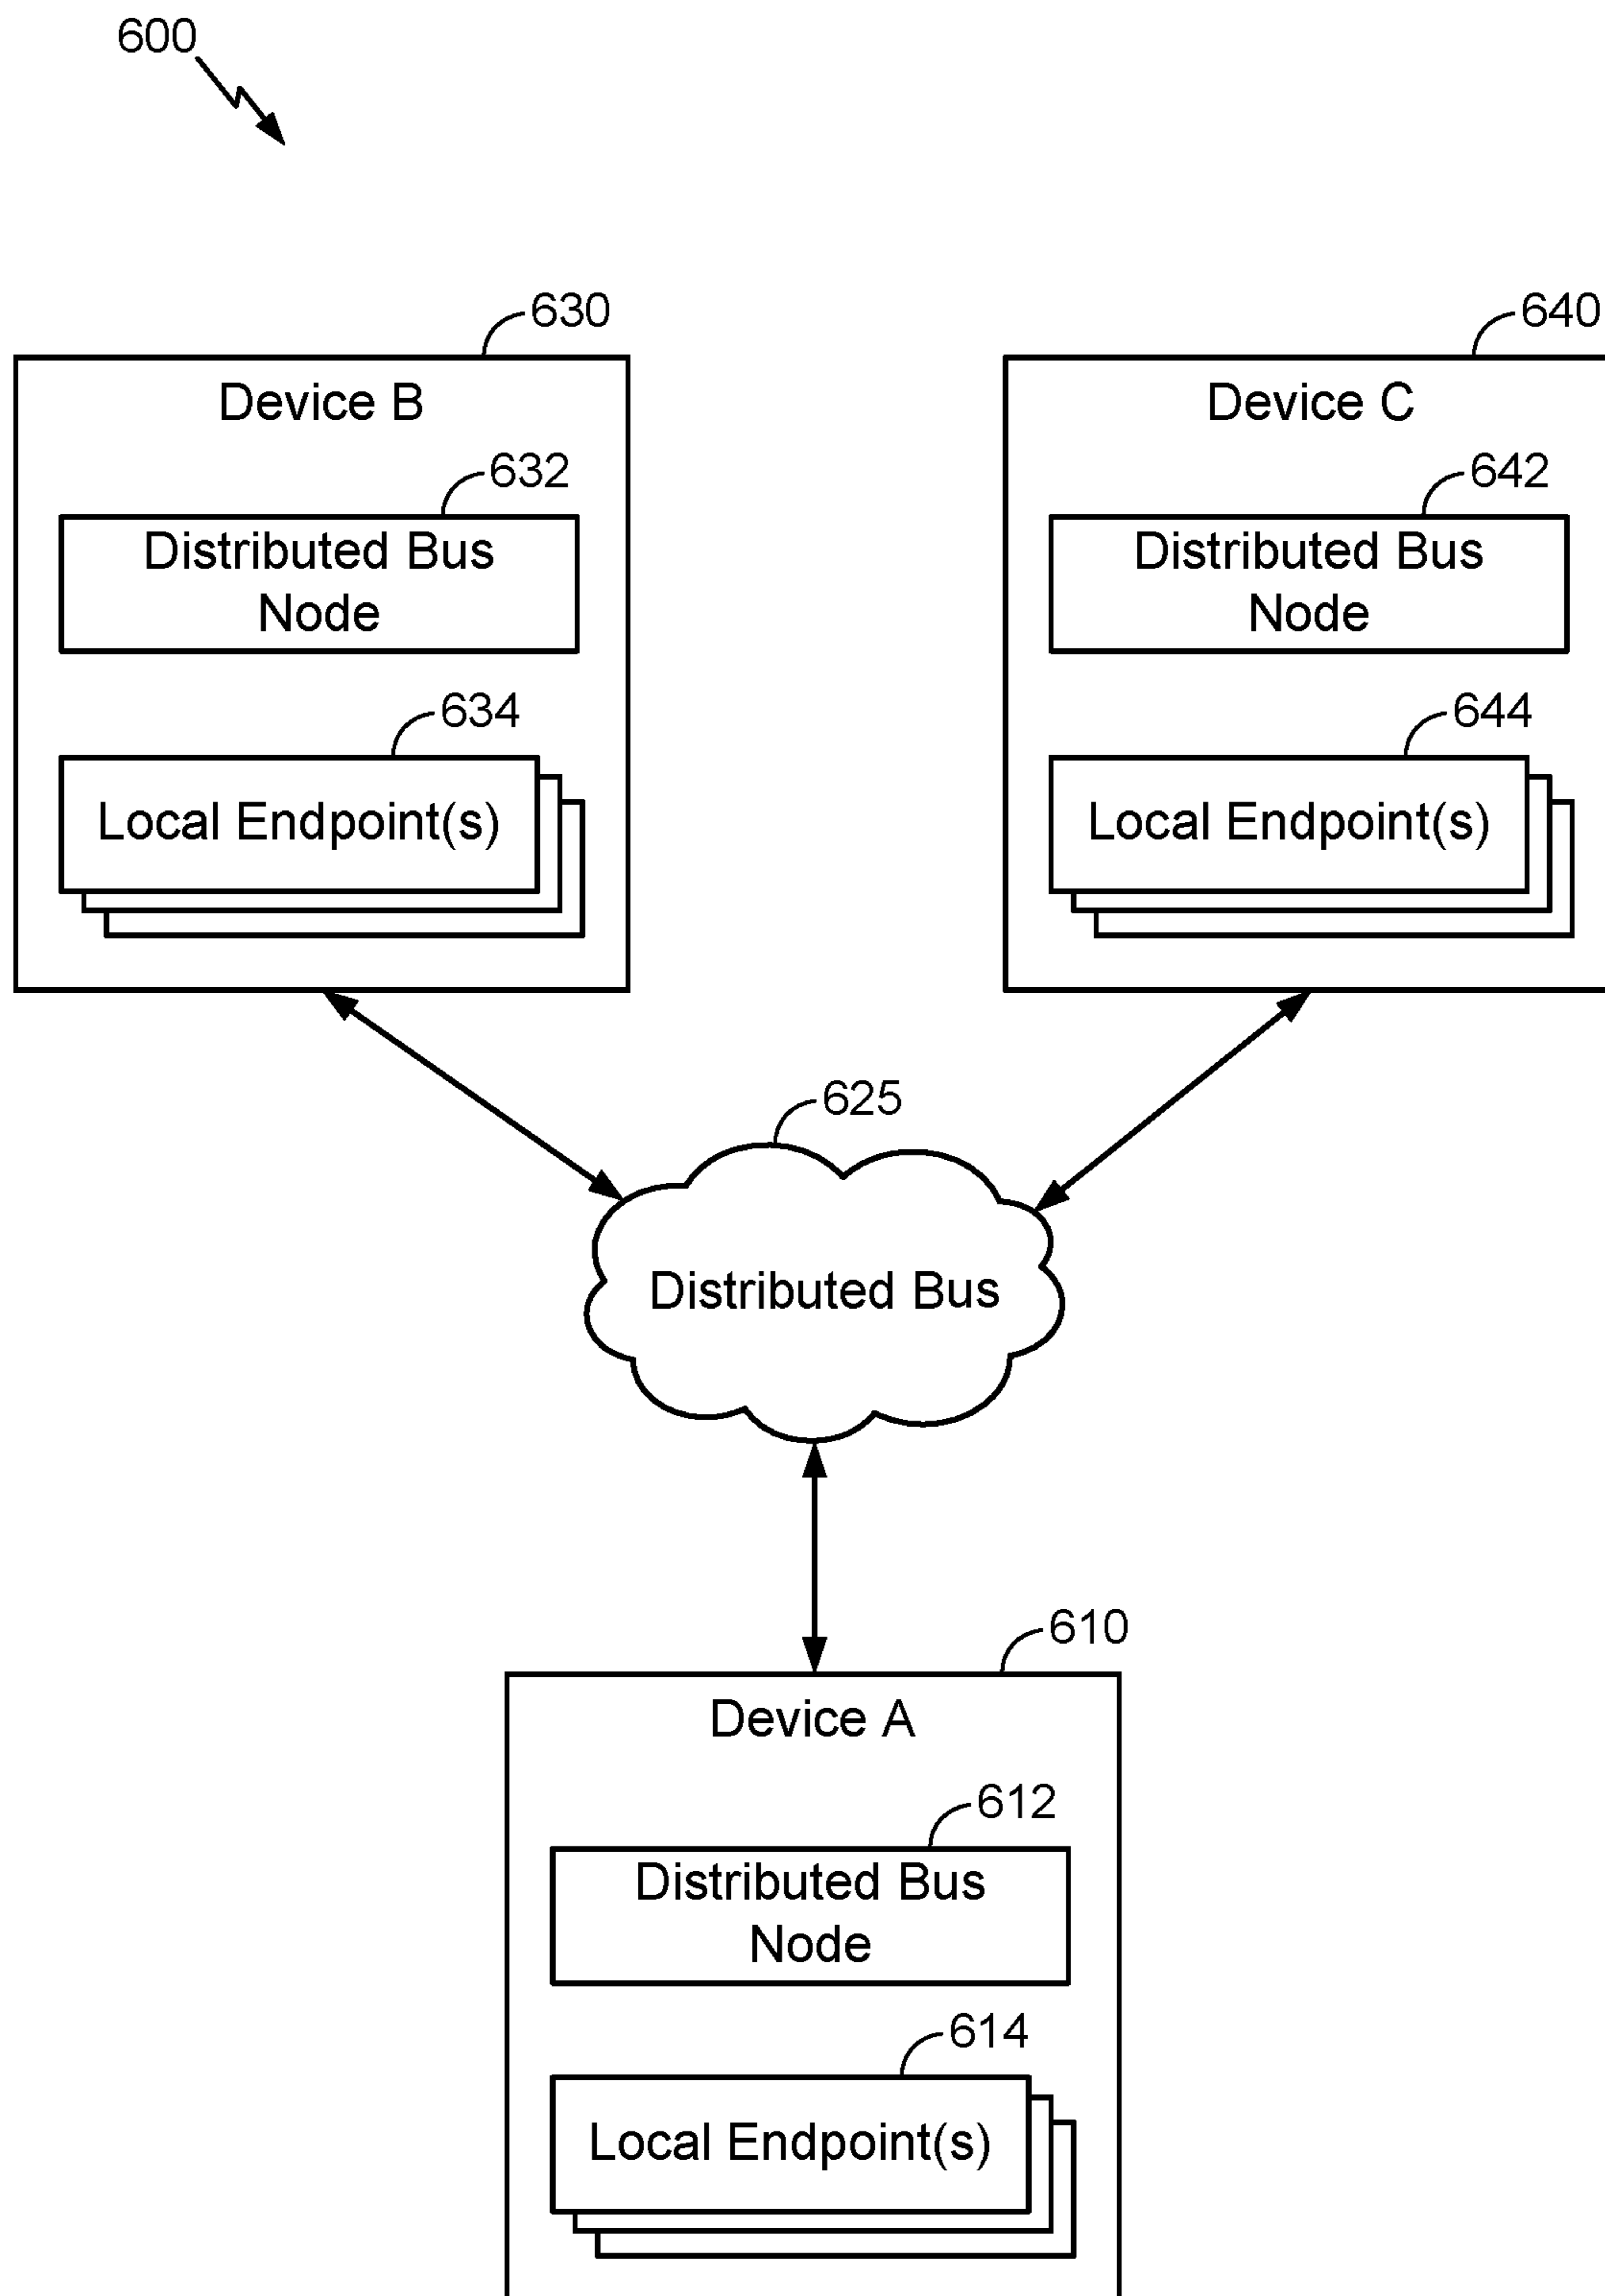 600
630
Device B
632
Distributed Bus
Node
634
Local Endpoint(s)
640
Device C
642
Distributed Bus
Node
644
Local Endpoint(s)
625
Distributed Bus
610
Device A
612
Distributed Bus
Node
614
Local Endpoint(s)